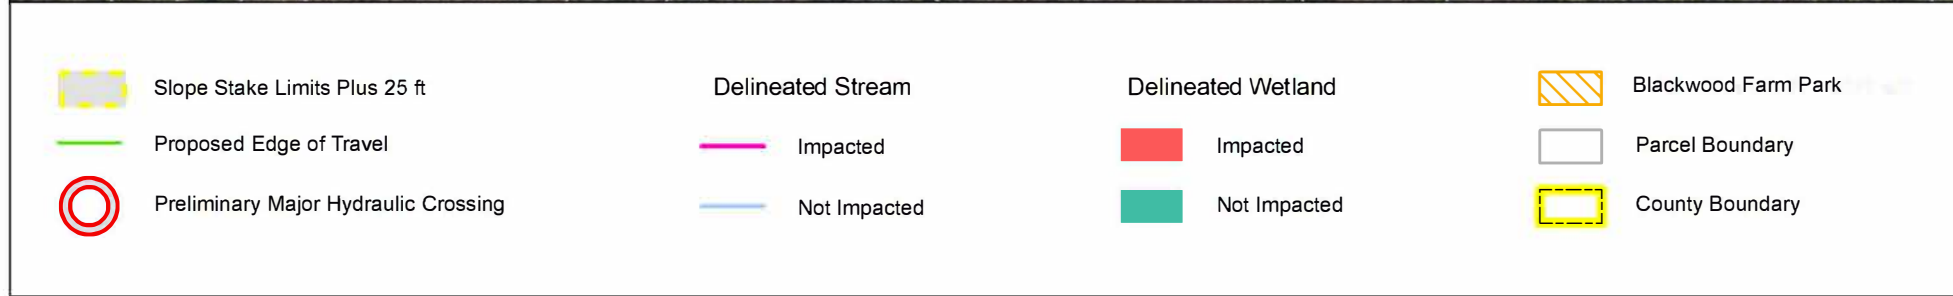 Slope Stake Limits Plus 25 ft
Proposed Edge of Travel
Preliminary Major Hydraulic Crossing
Delineated Stream
Impacted
Not Impacted
Delineated Wetland
Impacted
Not Impacted
Blackwood Farm Park
Parcel Boundary
County Boundary